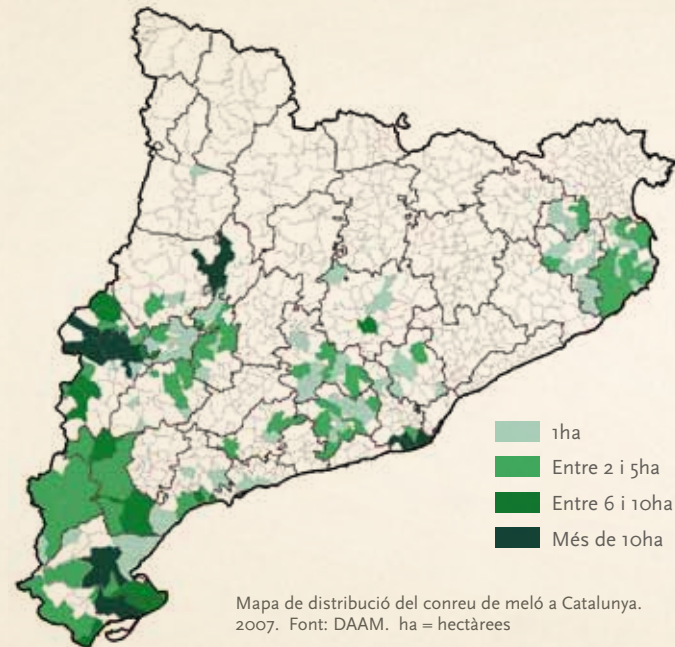 1ha
Entre 2 i 5ha
Entre 6 i 10ha
Més de 10ha
Mapa de distribució del conreu de meló a Catalunya.
2007. Font: DAAM. ha = hectàrees